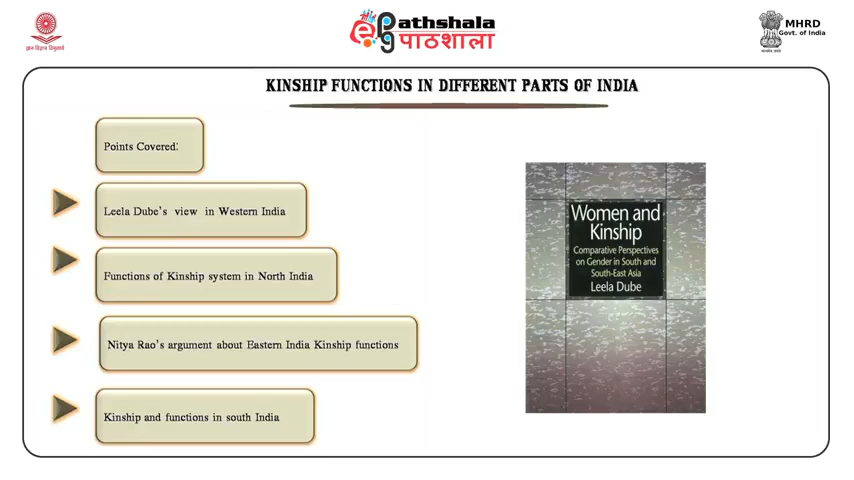 ज्ञान-विज्ञान विमुक्तये
ePathshala
पाठशाला
MHRD
Govt. of India
KINSHIP FUNCTIONS IN DIFFERENT PARTS OF INDIA
Points Covered:
Leela Dube's view in Western India
Functions of Kinship system in North India
Nitya Rao's argument about Eastern India Kinship functions
Kinship and functions in south India
Women and
Kinship
Comparative Perspectives
on Gender in South and
South-East Asia
Leela Dube